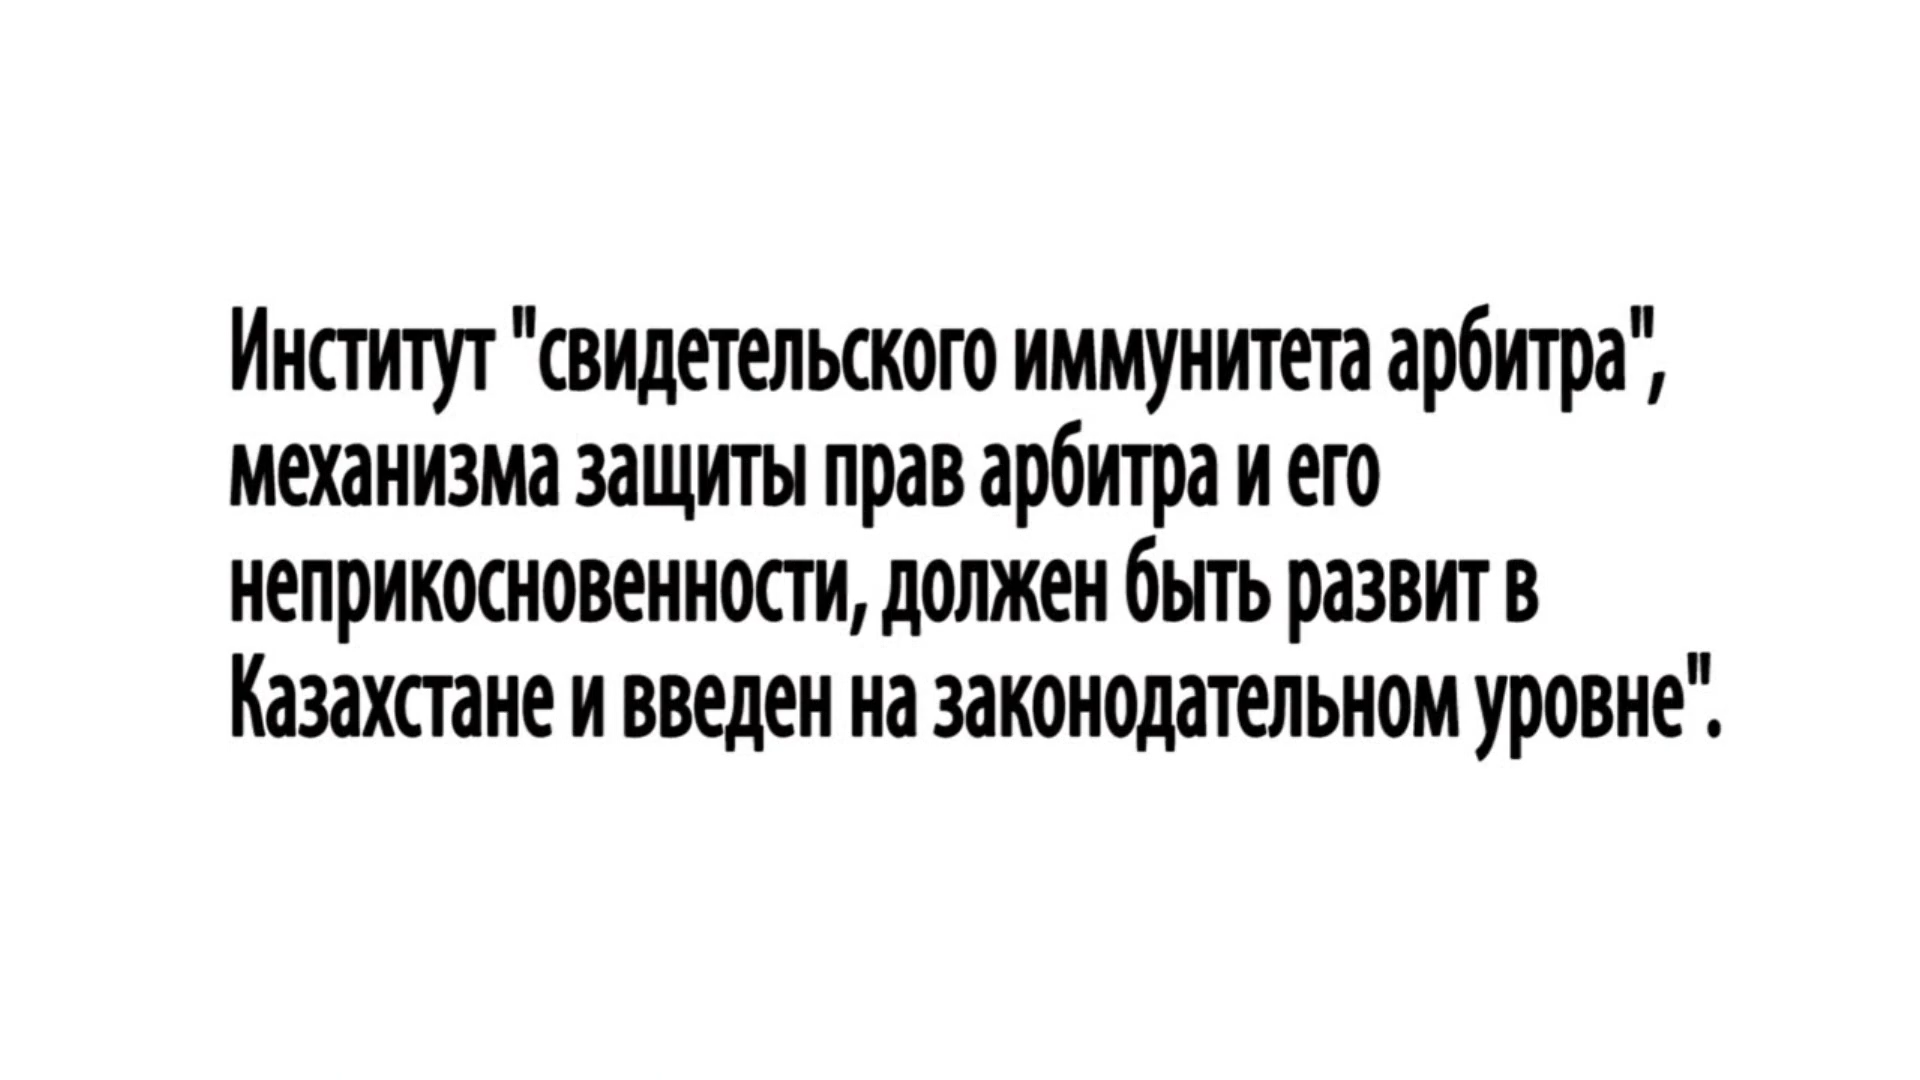 Институт "свидетельского иммунитета арбитра",
механизма защиты прав арбитра и его
неприкосновенности, должен быть развит в
Казахстане и введен на законодательном уровне".